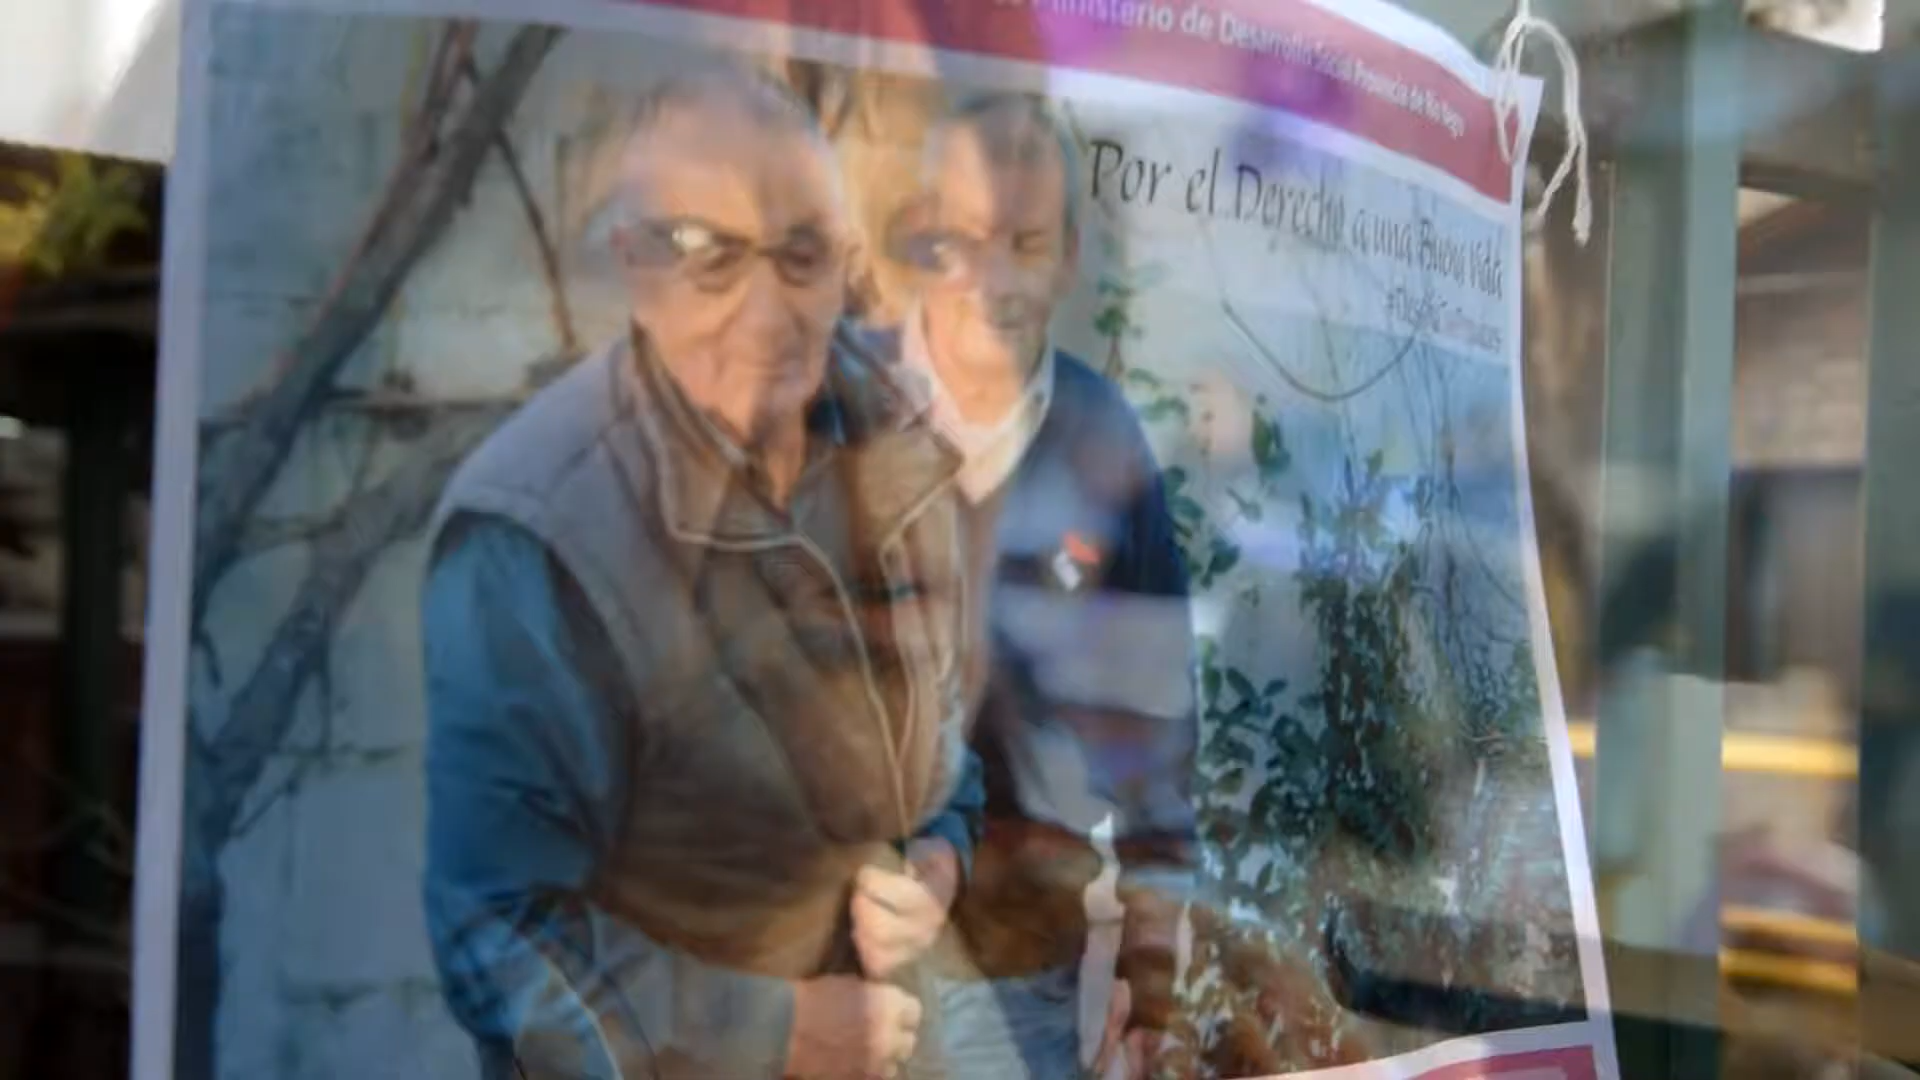 Ministerio de Desarrollo Social Provincia de Río Negro
Por el Derecho a una Buena Vida